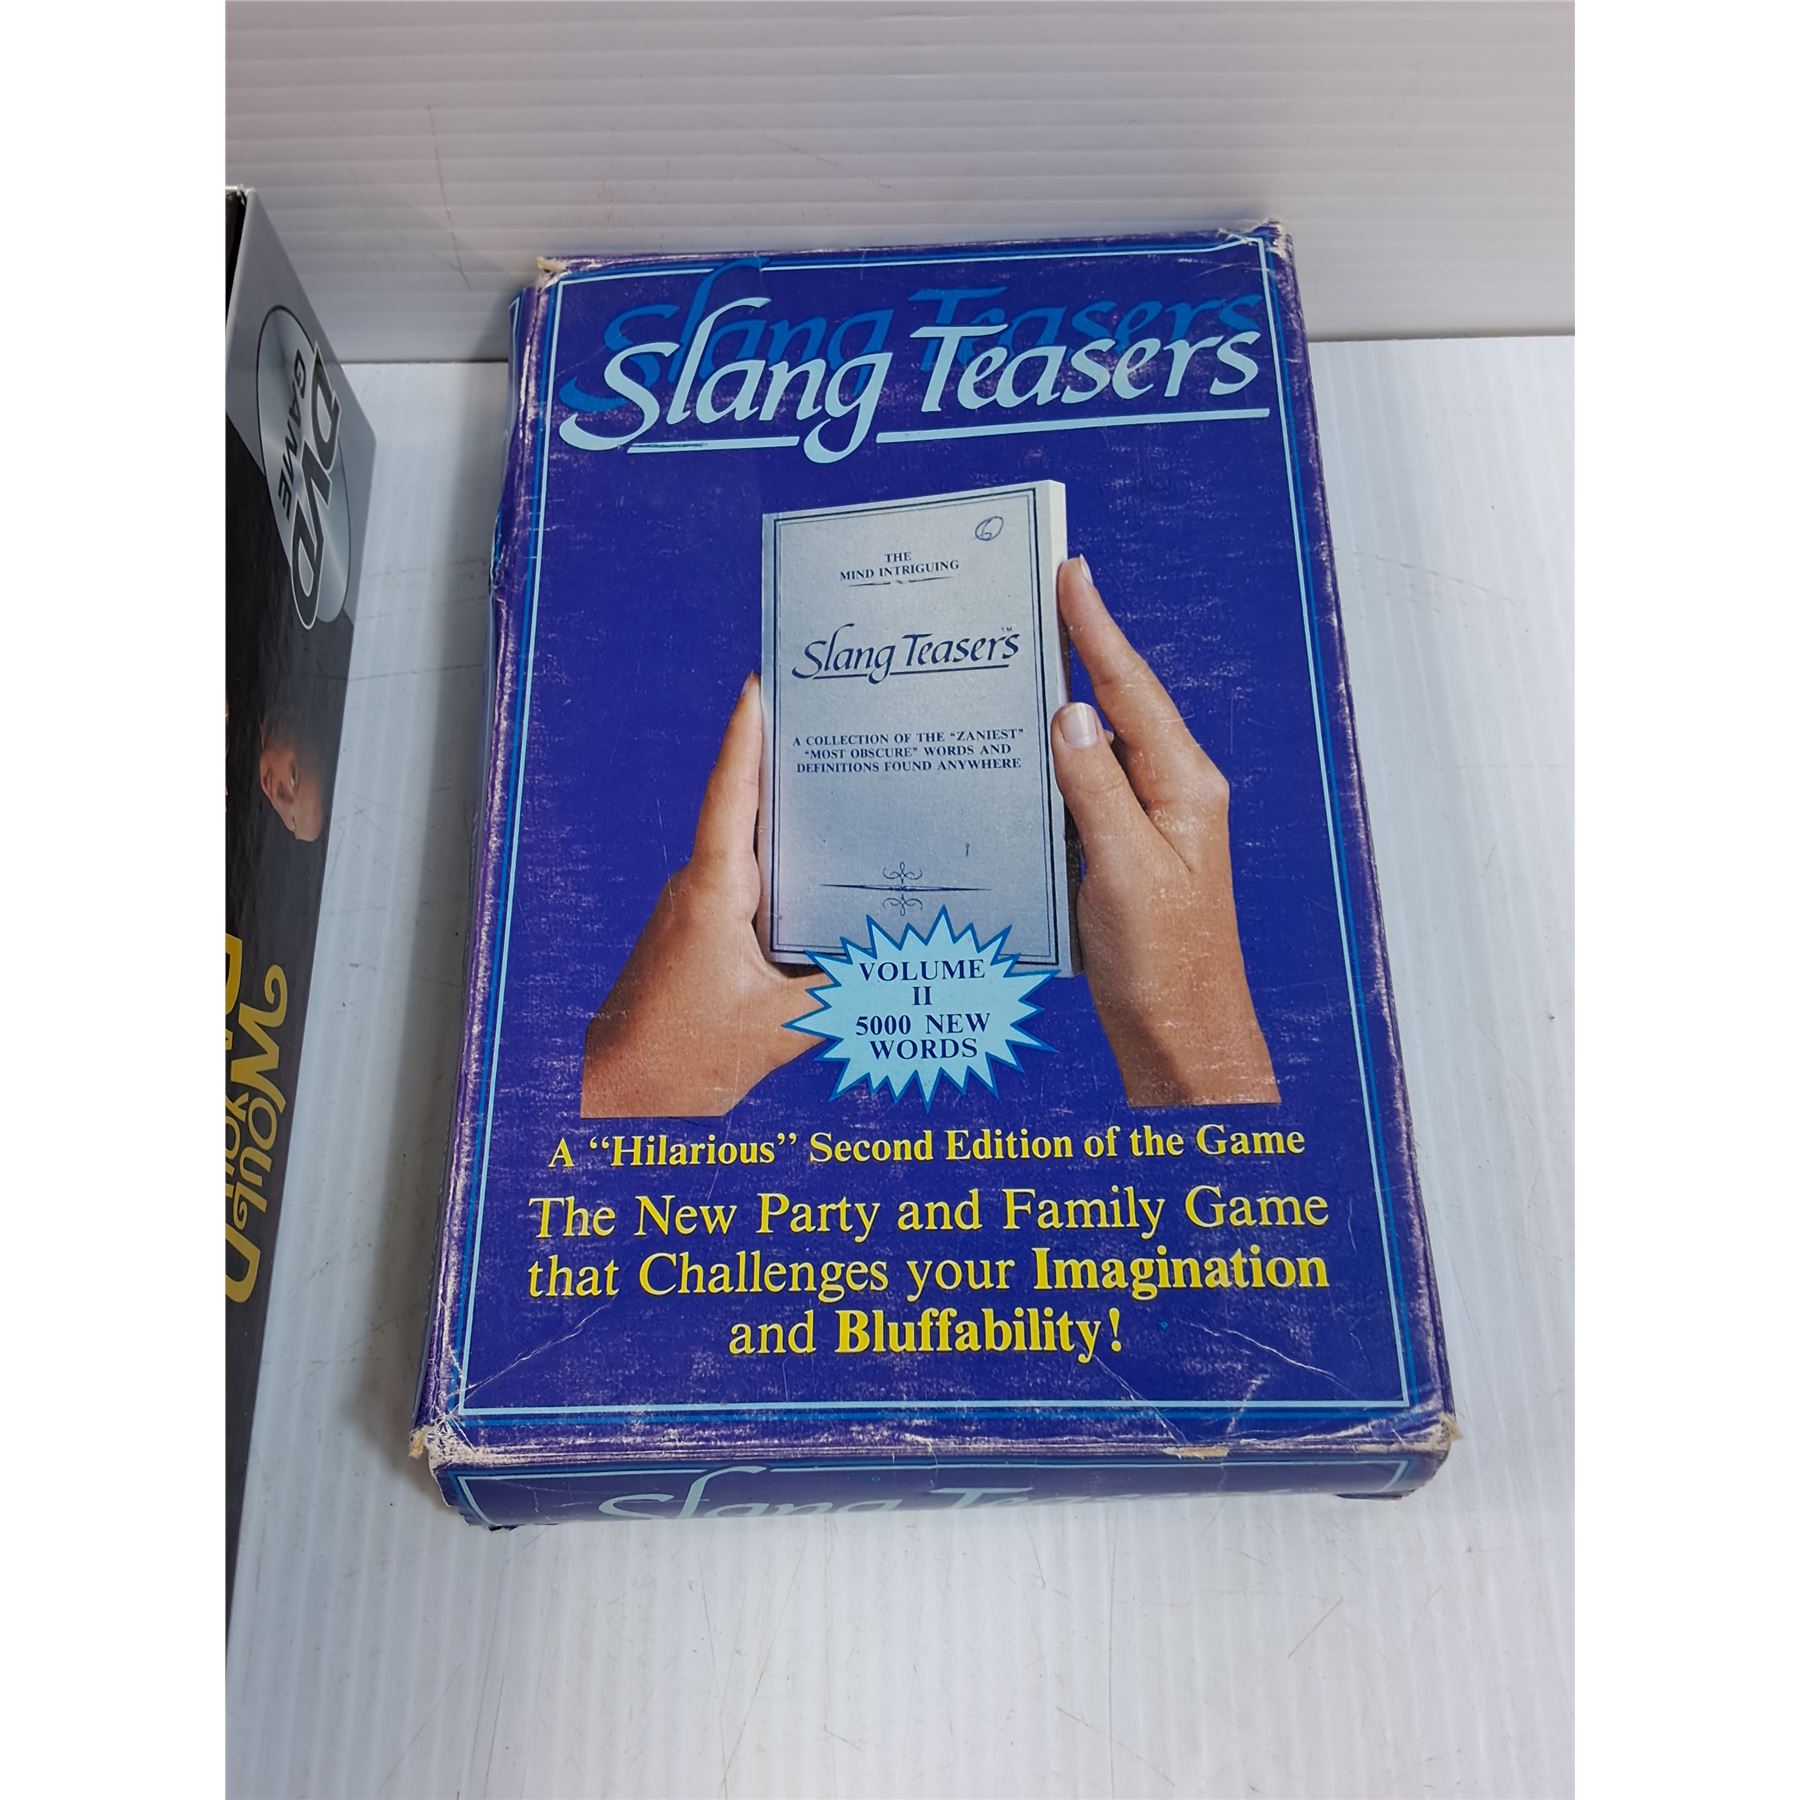 Slang Teasers
THE
MIND INTRIGUING
Slang Teasers™
A COLLECTION OF THE "ZANIEST"
"MOST OBSCURE" WORDS AND
DEFINITIONS FOUND ANYWHERE
6
VOLUME
II
5000 NEW
WORDS
A “Hilarious” Second Edition of the Game
The New Party and Family Game
that Challenges your Imagination
and Bluffability!
Slang Teasers
DVD
GAME
WOULD
YOU